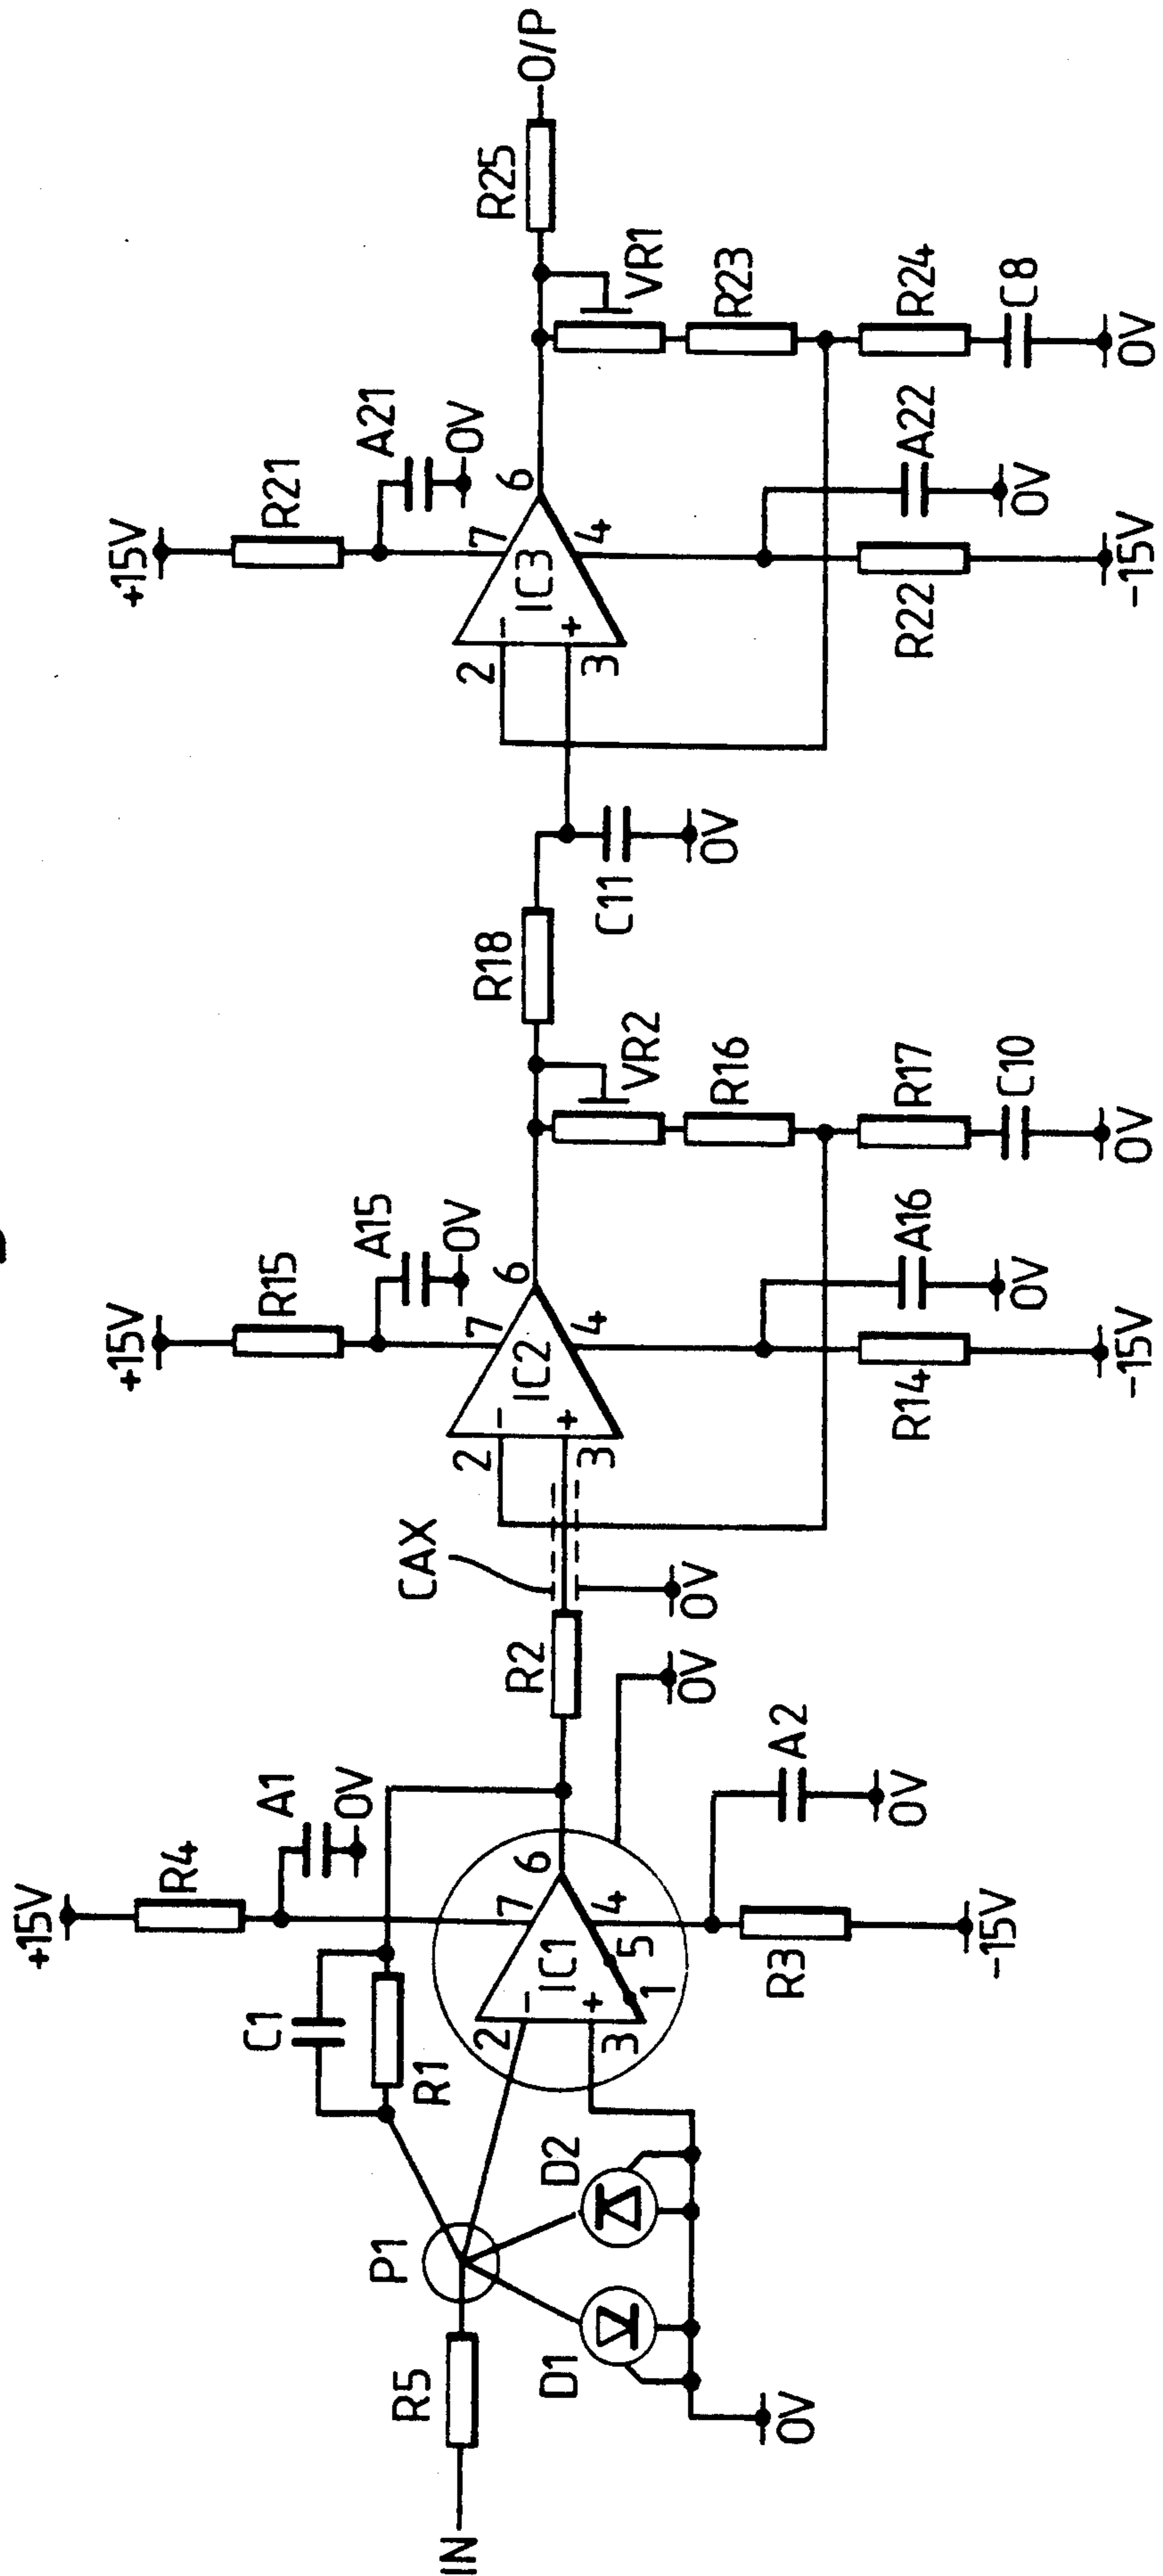 IN
R5
P1
D1
D2
0V
C1
R1
+15V
R4
A1
0V
2
3
IC1
−
+
7
6
4
5
1
R3
−15V
A2
0V
0V
R2
CAX
0V
2
3
IC2
−
+
7
6
4
+15V
R15
A15
0V
R14
−15V
A16
0V
VR2
R16
R17
C10
0V
R18
C11
0V
2
3
IC3
−
+
7
6
4
+15V
R21
A21
0V
R22
−15V
A22
0V
VR1
R23
R24
C8
0V
R25
O/P